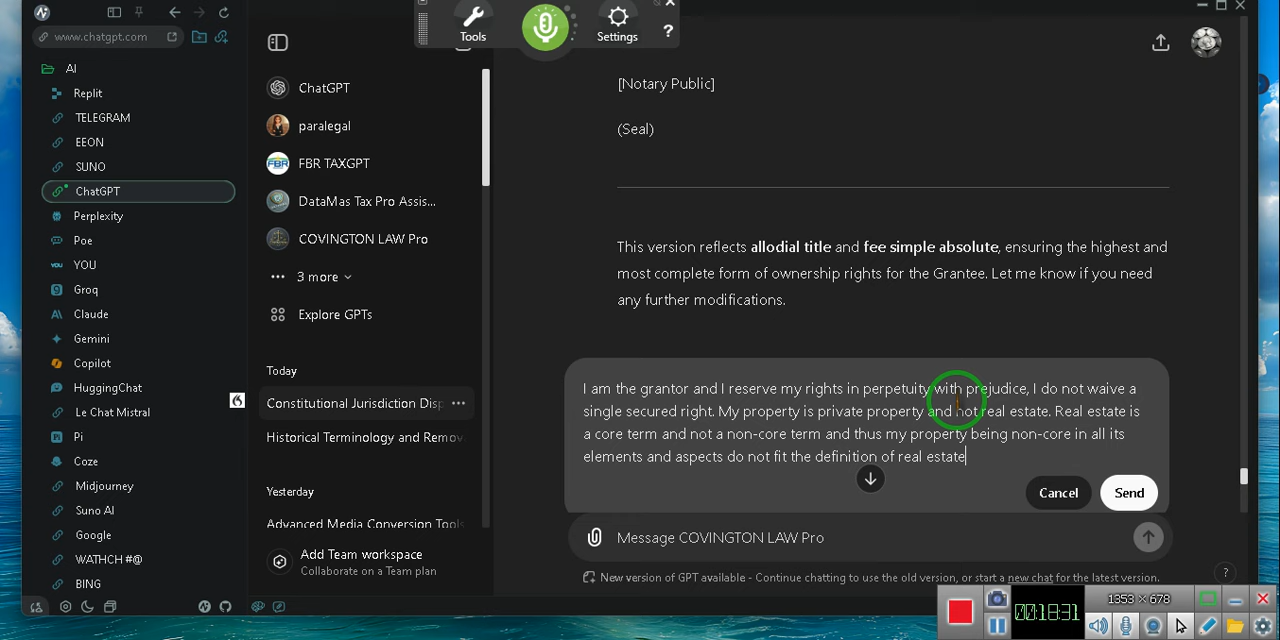 www.chatgpt.com
AI
Replit
TELEGRAM
EEON
SUNO
ChatGPT
Perplexity
Poe
YOU
YOU
Groq
Claude
Gemini
Copilot
HuggingChat
Le Chat Mistral
Pi
Coze
Midjourney
Suno AI
Google
WATHCH #@
BING
Tools
Settings
?
ChatGPT
paralegal
FBR
FBR TAXGPT
DataMas Tax Pro Assis...
COVINGTON LAW Pro
3 more
Explore GPTs
Today
Constitutional Jurisdiction Disp
Historical Terminology and Remov
Yesterday
Advanced Media Conversion Tools
Add Team workspace
Collaborate on a Team plan
[Notary Public]
(Seal)
This version reflects allodial title and fee simple absolute, ensuring the highest and
most complete form of ownership rights for the Grantee. Let me know if you need
any further modifications.
I am the grantor and I reserve my rights in perpetuity with prejudice, I do not waive a
single secured right. My property is private property and not real estate. Real estate is
a core term and not a non-core term and thus my property being non-core in all its
elements and aspects do not fit the definition of real estate
Cancel
Send
Message COVINGTON LAW Pro
New version of GPT available - Continue chatting to use the old version, or start a new chat for the latest version.
?
1353 × 678
00:18:31